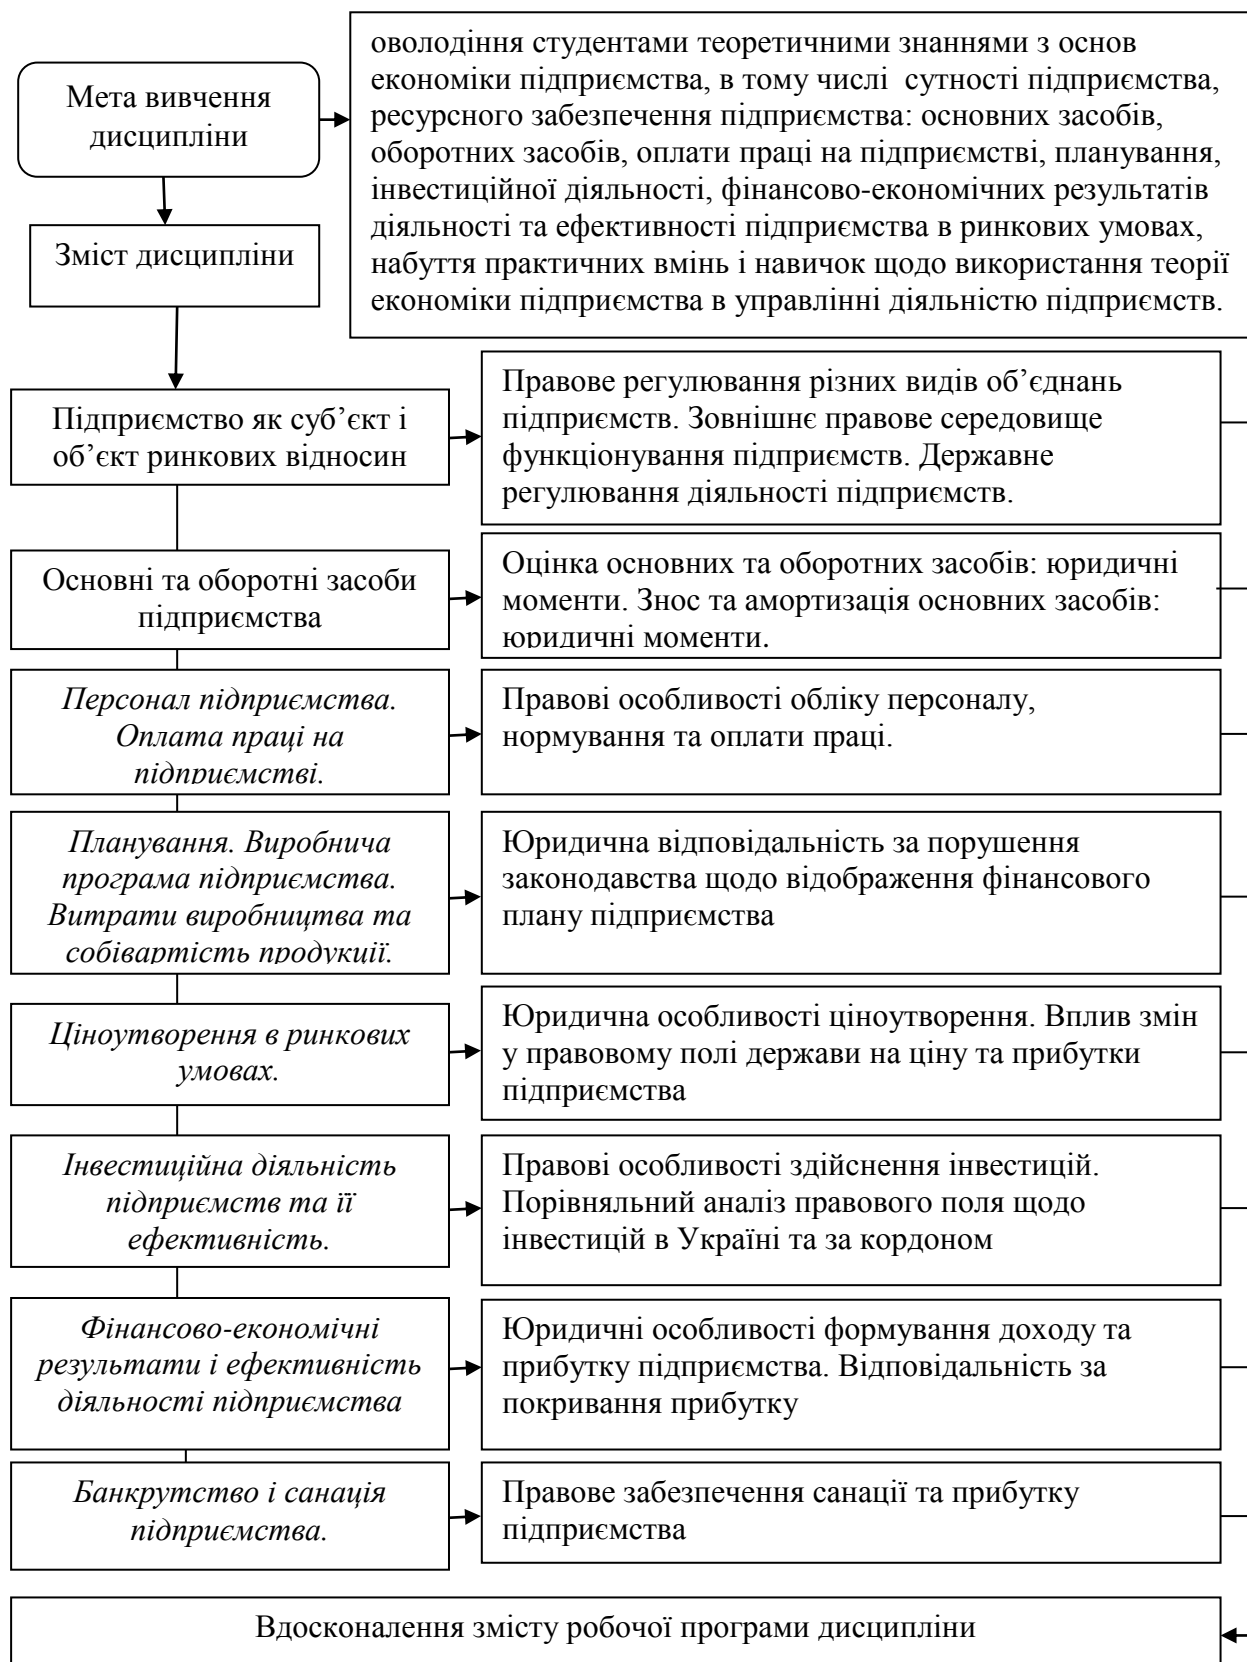 Мета вивчення
дисципліни
оволодіння студентами теоретичними знаннями з основ
економіки підприємства, в тому числі  сутності підприємства,
ресурсного забезпечення підприємства: основних засобів,
оборотних засобів, оплати праці на підприємстві, планування,
інвестиційної діяльності, фінансово-економічних результатів
діяльності та ефективності підприємства в ринкових умовах,
набуття практичних вмінь і навичок щодо використання теорії
економіки підприємства в управлінні діяльністю підприємств.
Зміст дисципліни
Підприємство як суб’єкт і
об’єкт ринкових відносин
Правове регулювання різних видів об’єднань
підприємств. Зовнішнє правове середовище
функціонування підприємств. Державне
регулювання діяльності підприємств.
Основні та оборотні засоби
підприємства
Оцінка основних та оборотних засобів: юридичні
моменти. Знос та амортизація основних засобів:
юридичні моменти.
Персонал підприємства.
Оплата праці на
підприємстві.
Правові особливості обліку персоналу,
нормування та оплати праці.
Планування. Виробнича
програма підприємства.
Витрати виробництва та
собівартість продукції.
Юридична відповідальність за порушення
законодавства щодо відображення фінансового
плану підприємства
Ціноутворення в ринкових
умовах.
Юридична особливості ціноутворення. Вплив змін
у правовому полі держави на ціну та прибутки
підприємства
Інвестиційна діяльність
підприємств та її
ефективність.
Правові особливості здійснення інвестицій.
Порівняльний аналіз правового поля щодо
інвестицій в Україні та за кордоном
Фінансово-економічні
результати і ефективність
діяльності підприємства
Юридичні особливості формування доходу та
прибутку підприємства. Відповідальність за
покривання прибутку
Банкрутство і санація
підприємства.
Правове забезпечення санації та прибутку
підприємства
Вдосконалення змісту робочої програми дисципліни